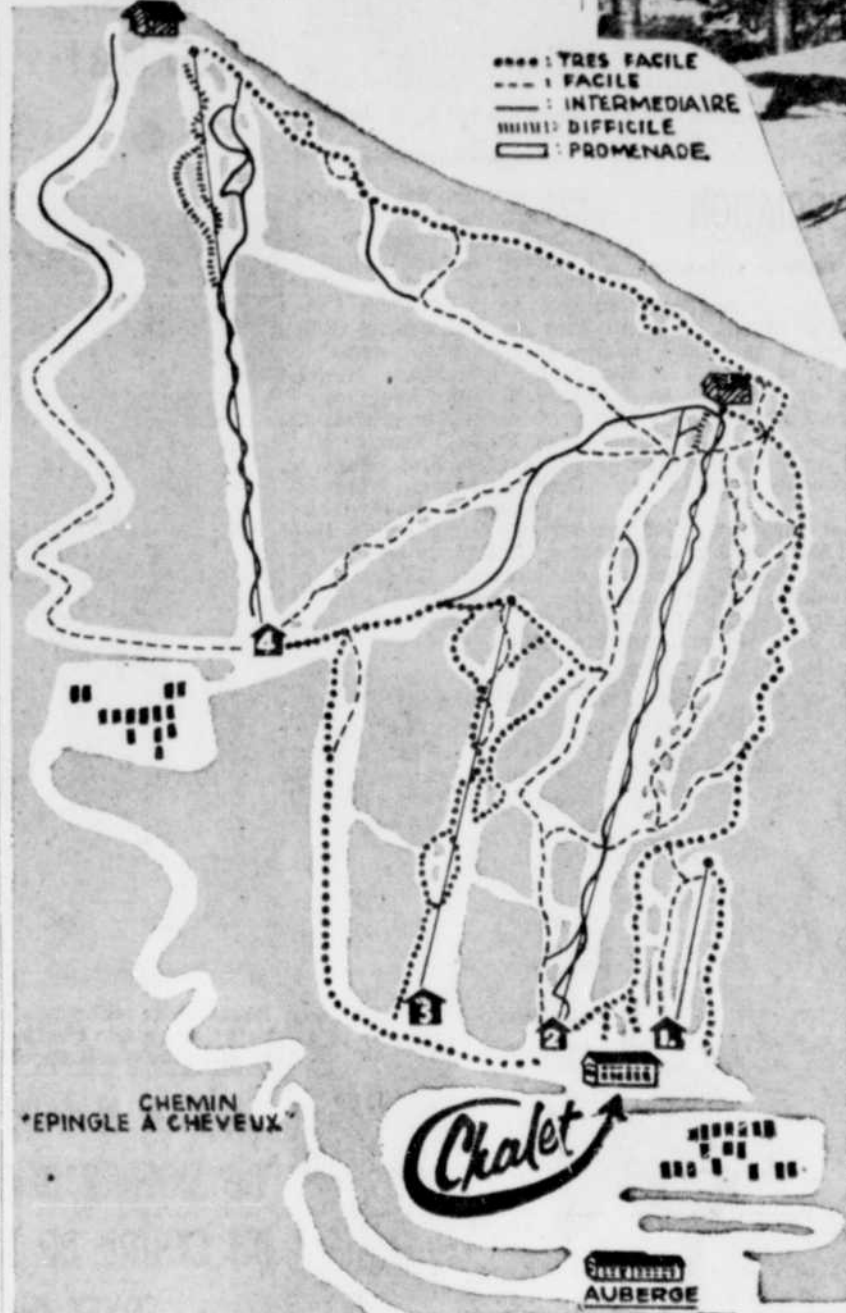 : TRES FACILE
: FACILE
: INTERMEDIAIRE
: DIFFICILE
: PROMENADE
4
3
2
1
CHEMIN
"EPINGLE A CHEVEUX"
Chalet
AUBERGE